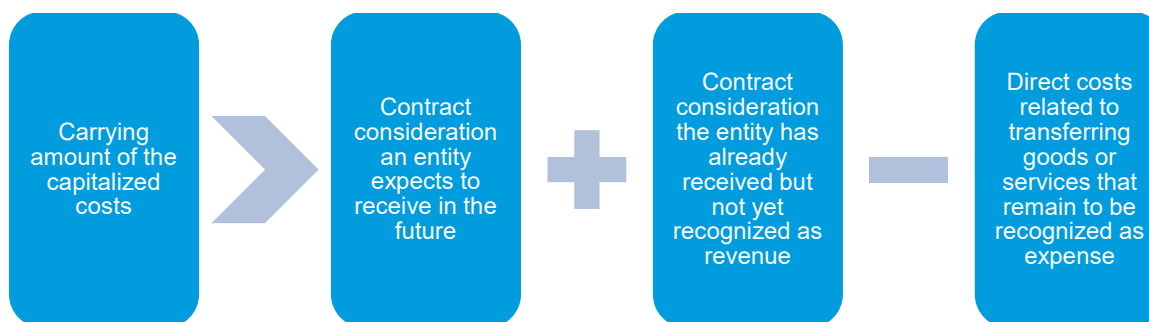 Carrying
amount of the
capitalized
costs
Contract
consideration
an entity
expects to
receive in the
future
Contract
consideration
the entity has
already
received but
not yet
recognized as
revenue
Direct costs
related to
transferring
goods or
services that
remain to be
recognized as
expense